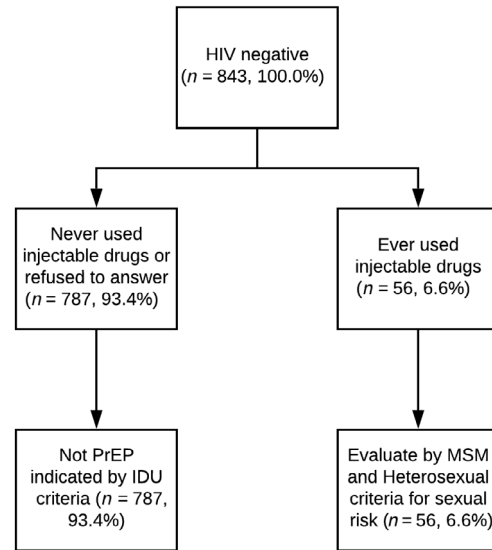 HIV negative
(n = 843, 100.0%)
Never used
injectable drugs or
refused to answer
(n = 787, 93.4%)
Ever used
injectable drugs
(n = 56, 6.6%)
Not PrEP
indicated by IDU
criteria (n = 787,
93.4%)
Evaluate by MSM
and Heterosexual
criteria for sexual
risk (n = 56, 6.6%)